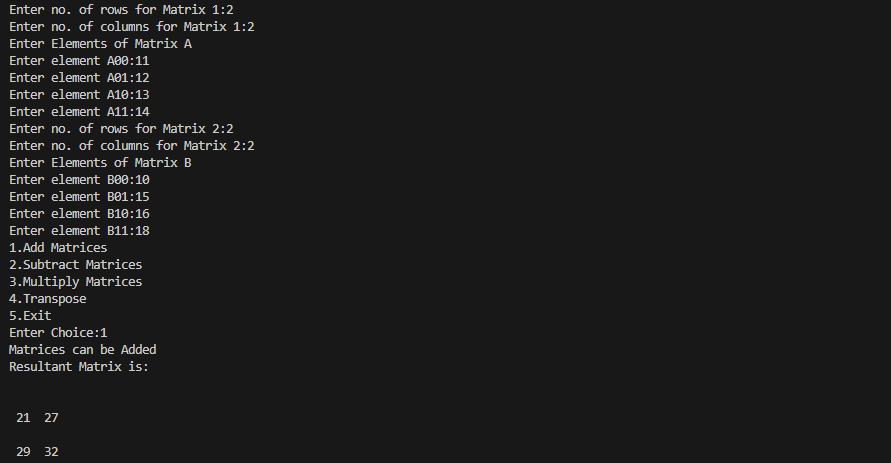 Enter no. of rows for Matrix 1:2
Enter no. of columns for Matrix 1:2
Enter Elements of Matrix A
Enter element A00:11
Enter element A01:12
Enter element A10:13
Enter element A11:14
Enter no. of rows for Matrix 2:2
Enter no. of columns for Matrix 2:2
Enter Elements of Matrix B
Enter element B00:10
Enter element B01:15
Enter element B10:16
Enter element B11:18
1.Add Matrices
2.Subtract Matrices
3.Multiply Matrices
4.Transpose
5.Exit
Enter Choice:1
Matrices can be Added
Resultant Matrix is:
21  27
29  32